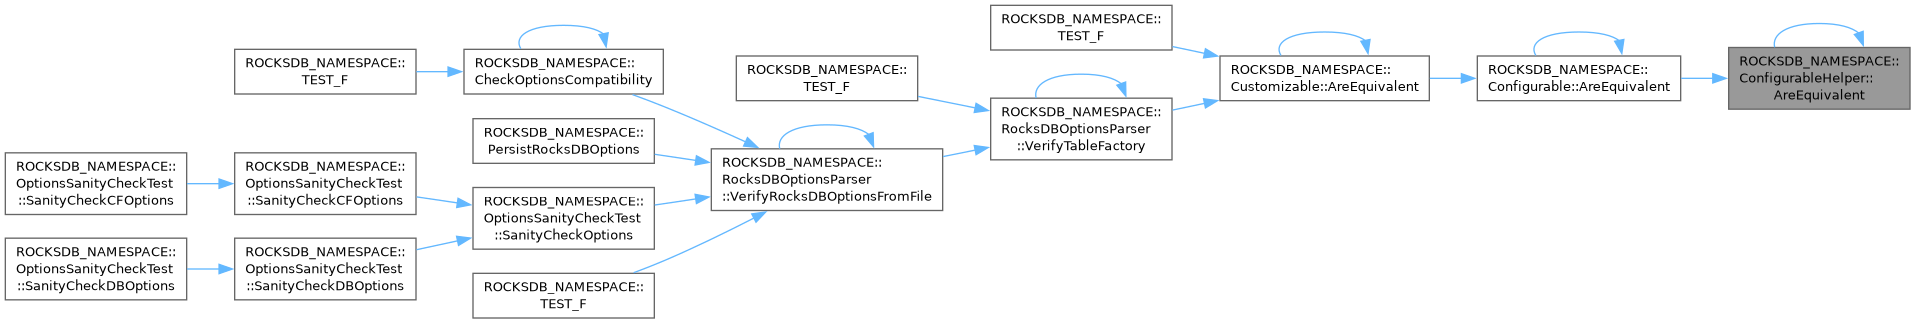 ROCKSDB_NAMESPACE::
OptionsSanityCheckTest
::SanityCheckCFOptions
ROCKSDB_NAMESPACE::
OptionsSanityCheckTest
::SanityCheckDBOptions
ROCKSDB_NAMESPACE::
TEST_F
ROCKSDB_NAMESPACE::
OptionsSanityCheckTest
::SanityCheckCFOptions
ROCKSDB_NAMESPACE::
OptionsSanityCheckTest
::SanityCheckDBOptions
ROCKSDB_NAMESPACE::
CheckOptionsCompatibility
ROCKSDB_NAMESPACE::
PersistRocksDBOptions
ROCKSDB_NAMESPACE::
OptionsSanityCheckTest
::SanityCheckOptions
ROCKSDB_NAMESPACE::
TEST_F
ROCKSDB_NAMESPACE::
TEST_F
ROCKSDB_NAMESPACE::
RocksDBOptionsParser
::VerifyRocksDBOptionsFromFile
ROCKSDB_NAMESPACE::
TEST_F
ROCKSDB_NAMESPACE::
RocksDBOptionsParser
::VerifyTableFactory
ROCKSDB_NAMESPACE::
Customizable::AreEquivalent
ROCKSDB_NAMESPACE::
Configurable::AreEquivalent
ROCKSDB_NAMESPACE::
ConfigurableHelper::
AreEquivalent